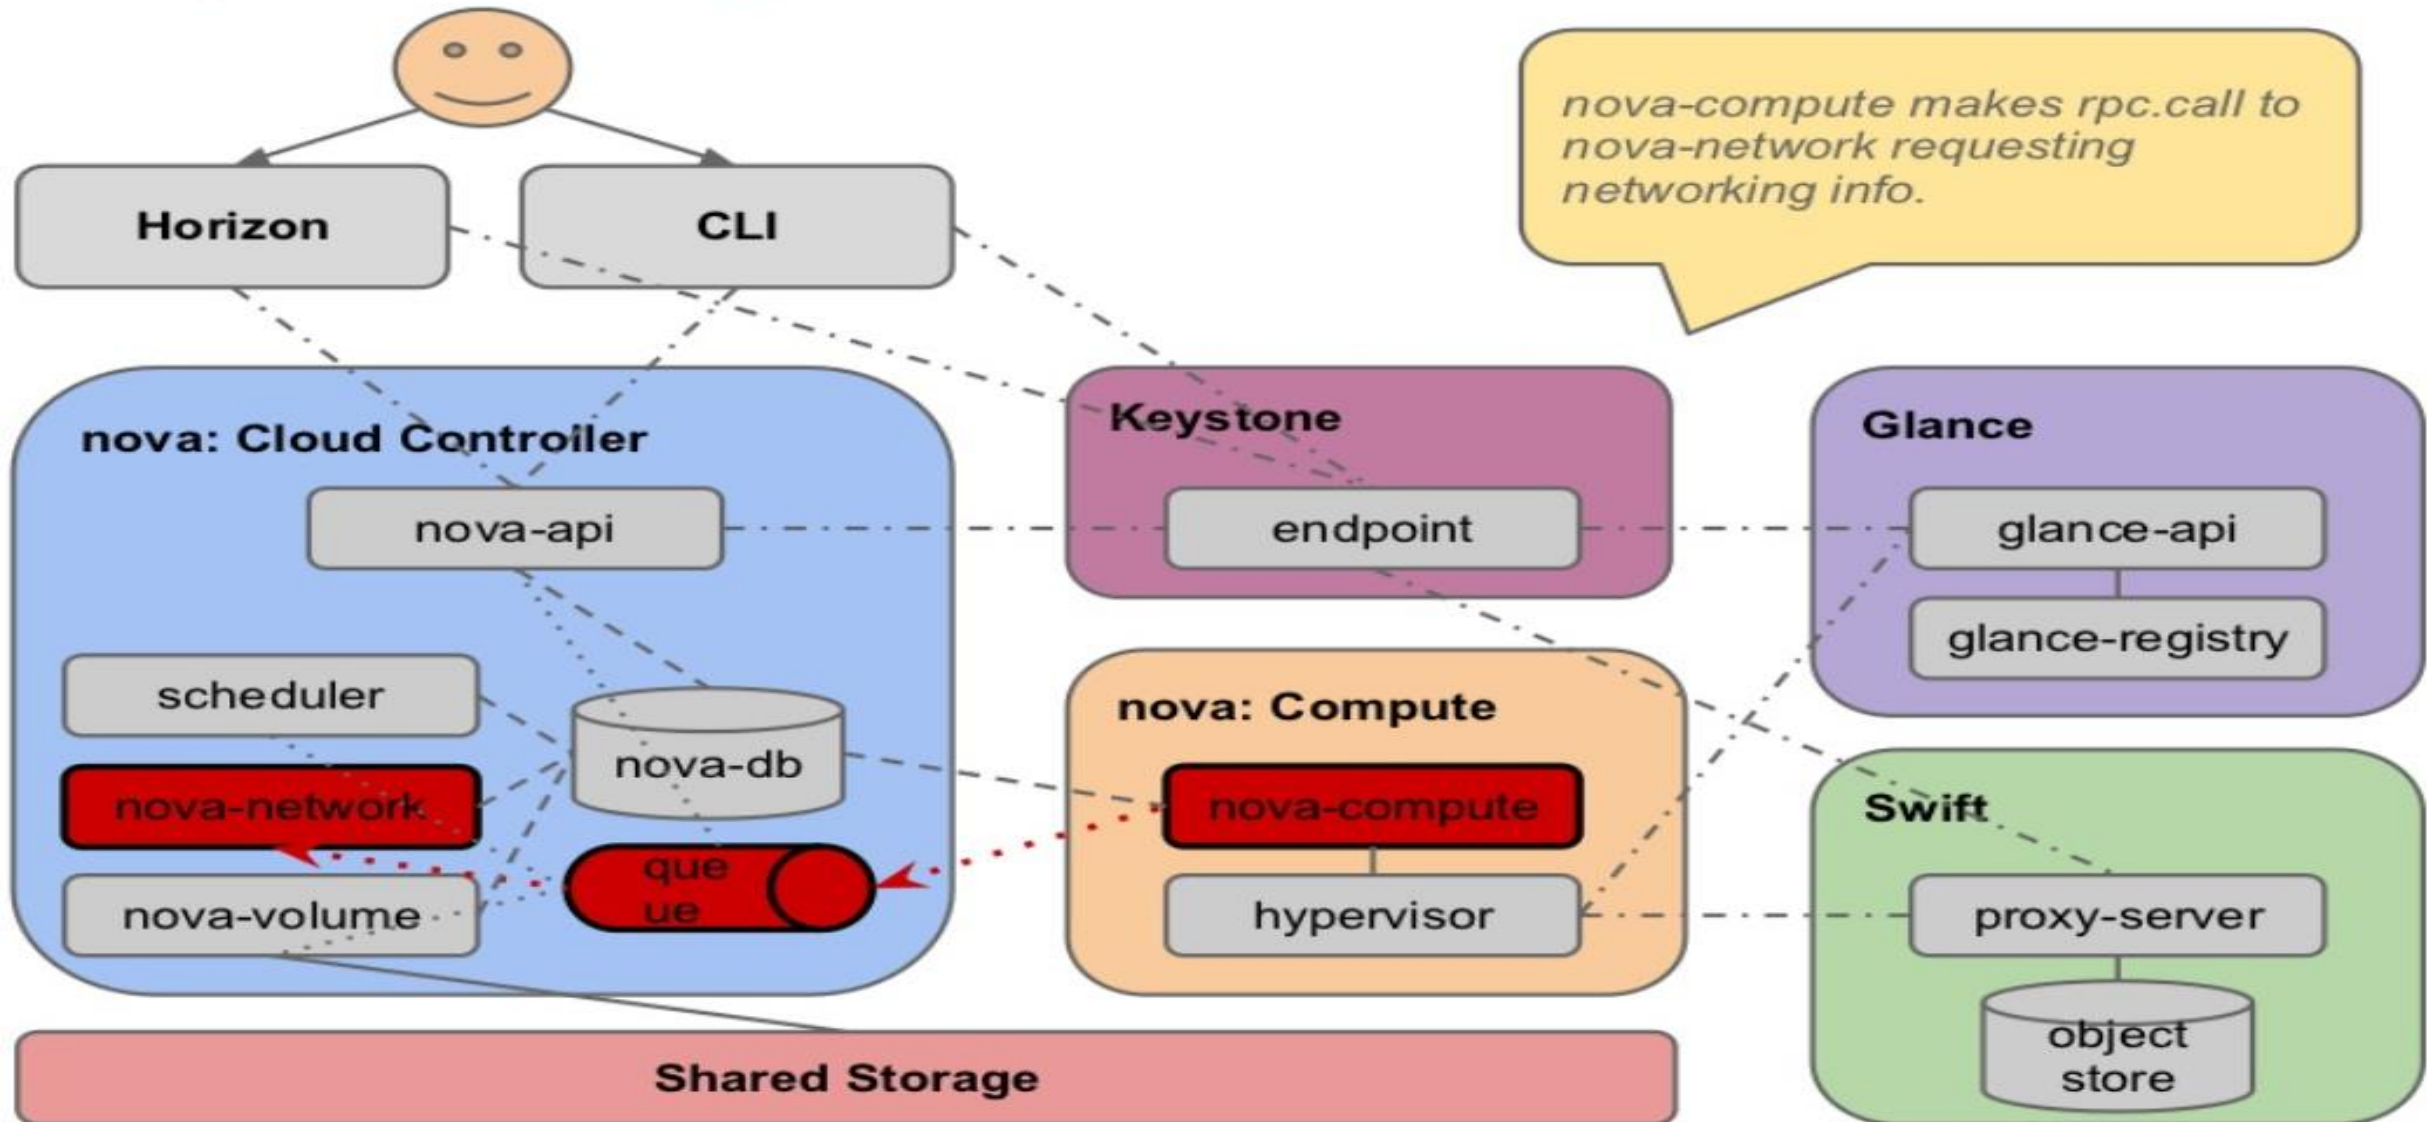 nova-compute makes rpc.call to
nova-network requesting
networking info.
Horizon
CLI
nova: Cloud Controller
nova-api
scheduler
nova-network
nova-volume
nova-db
que
ue
Keystone
endpoint
nova: Compute
nova-compute
hypervisor
Glance
glance-api
glance-registry
Swift
proxy-server
object
store
Shared Storage